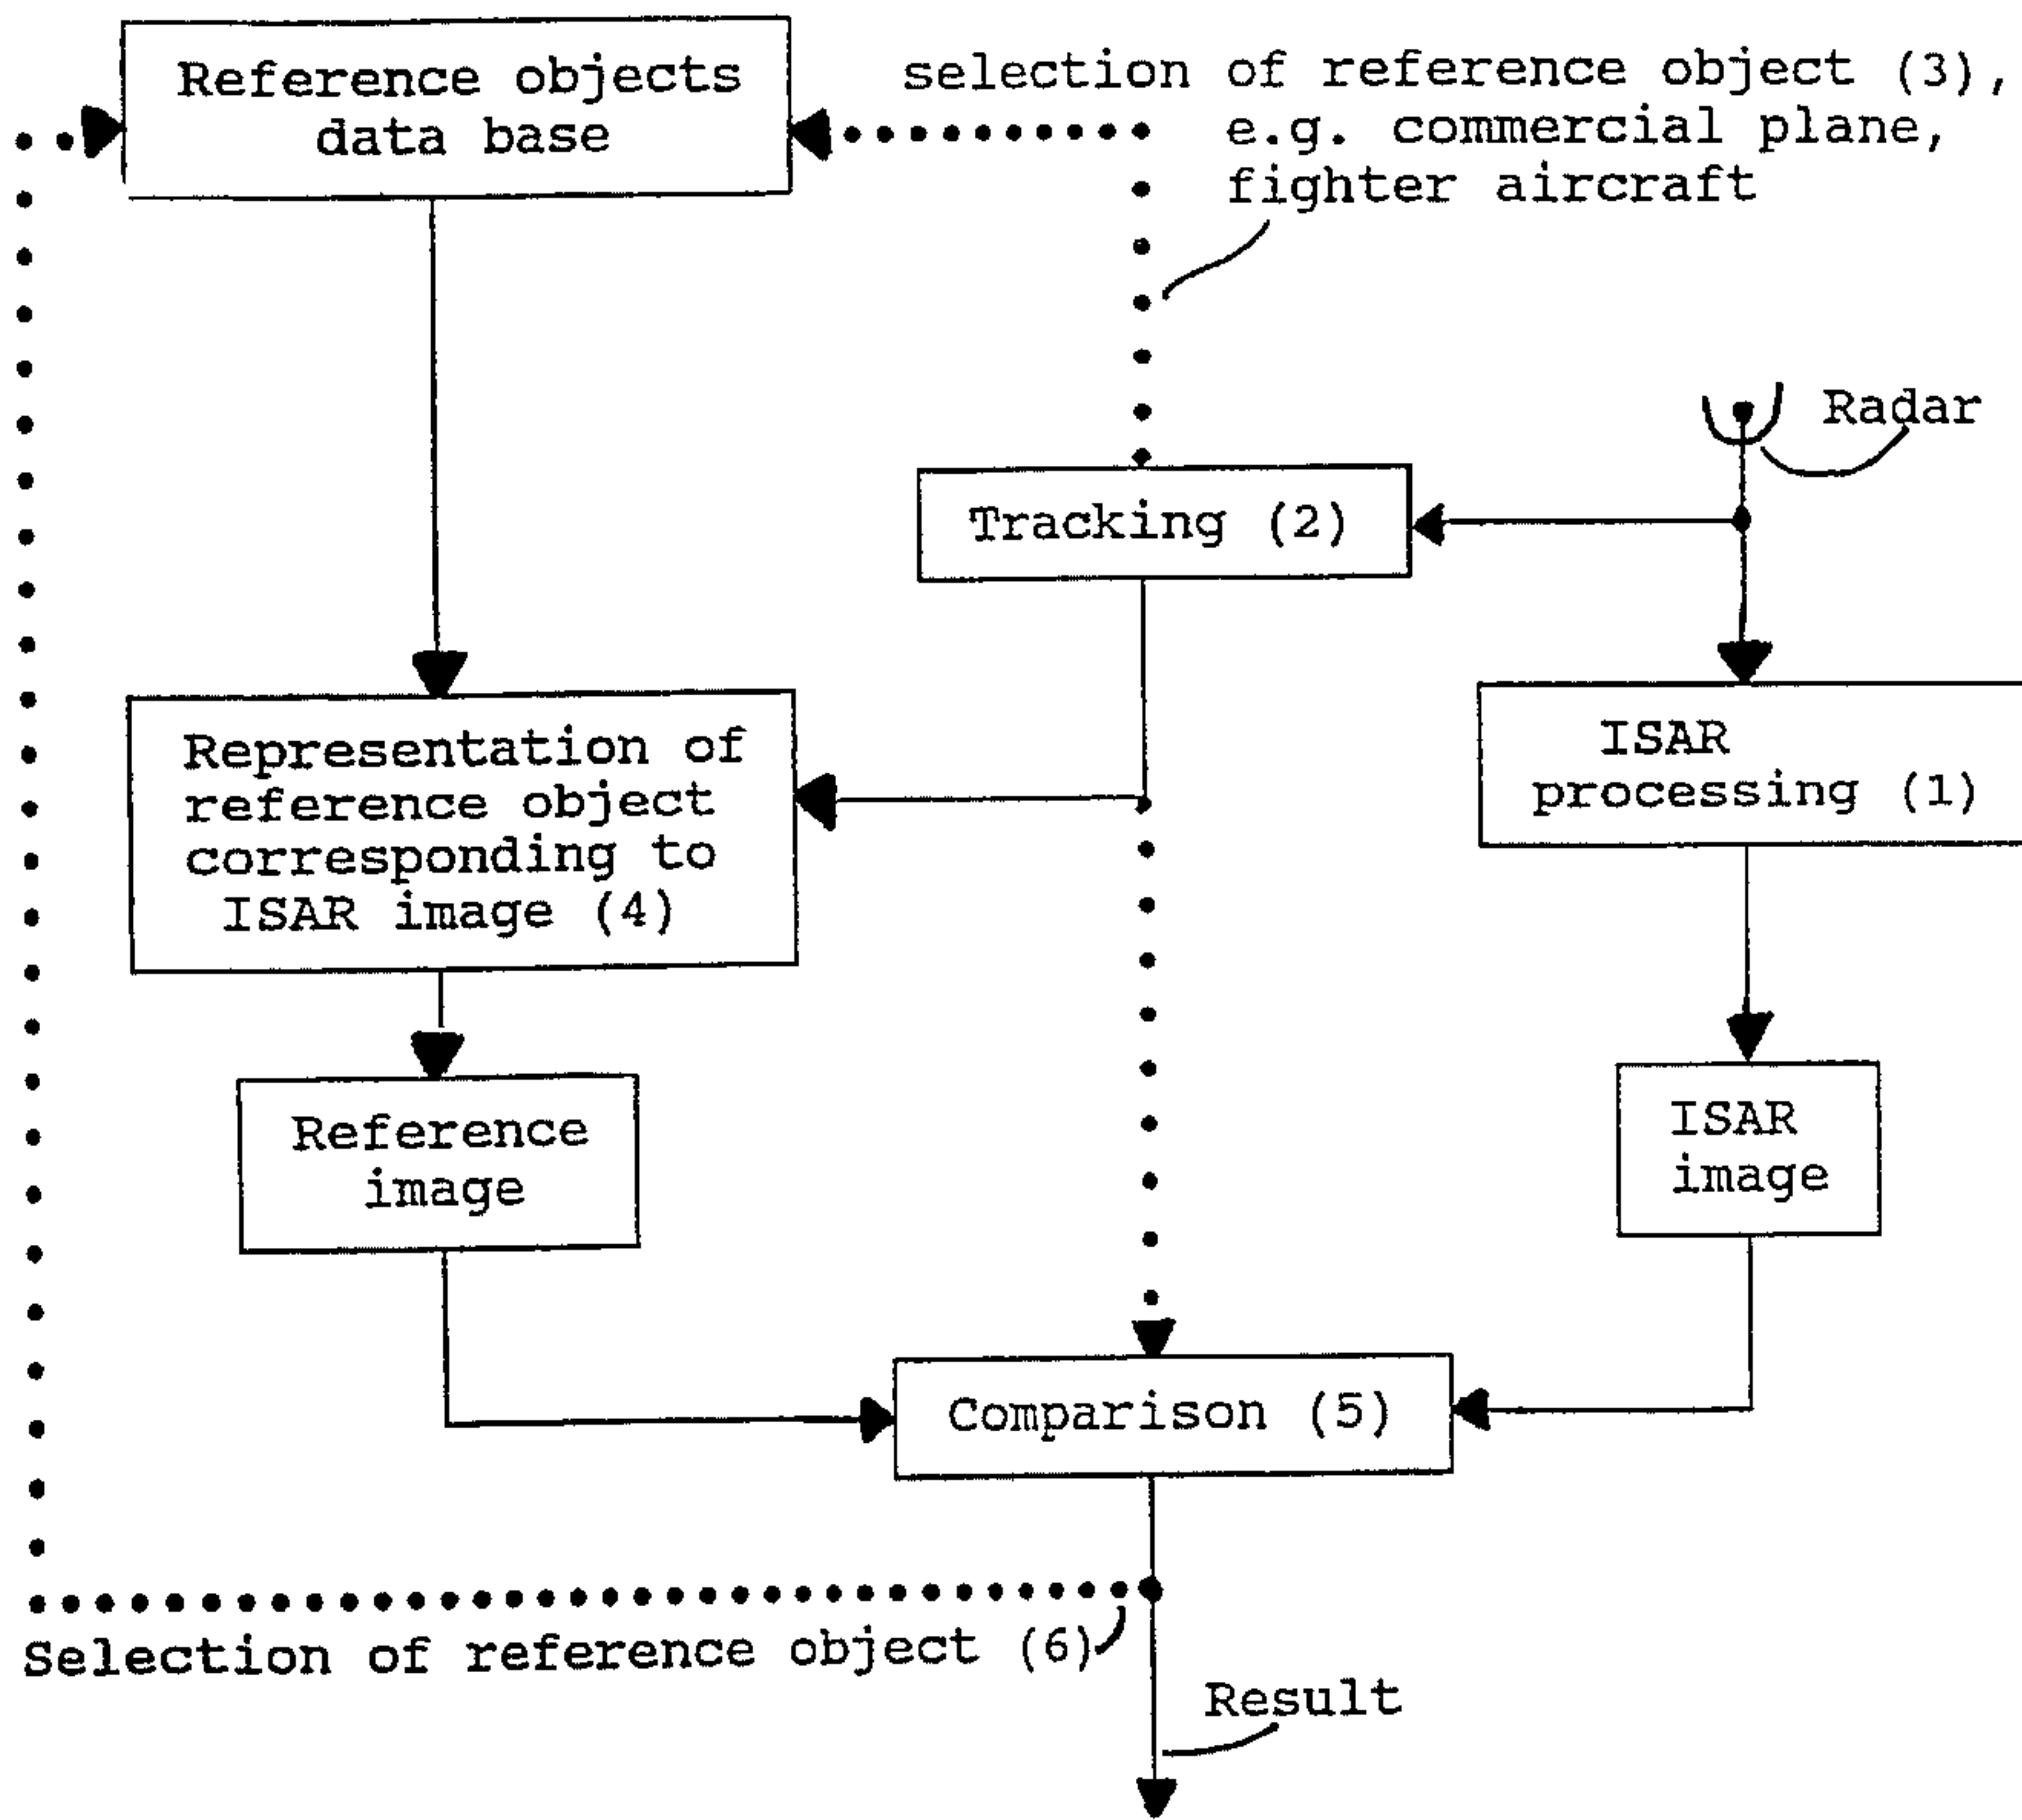 Reference objects
data base
selection of reference object (3),
e.g. commercial plane,
fighter aircraft
Radar
Tracking (2)
Representation of
reference object
corresponding to
ISAR image (4)
ISAR
processing (1)
Reference
image
ISAR
image
Comparison (5)
Selection of reference object (6)
Result